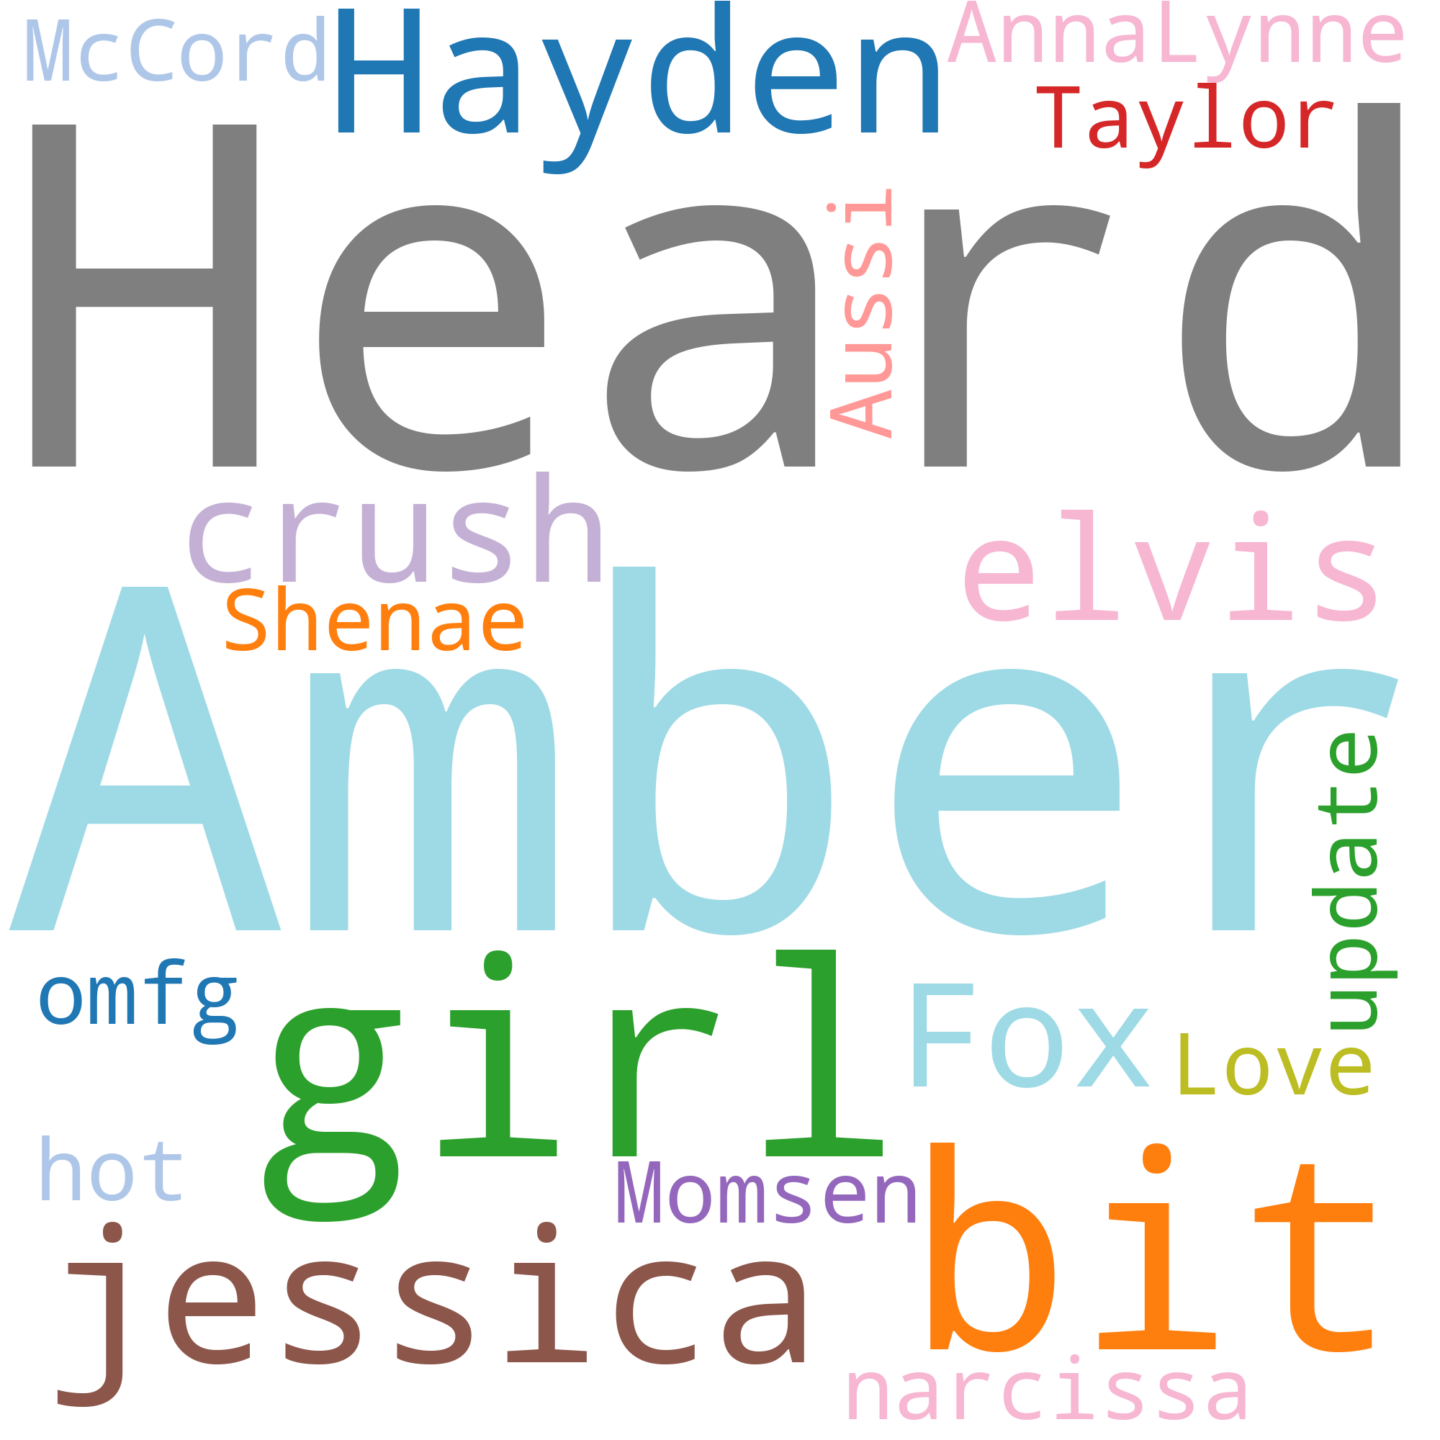 McCord
Hayden
AnnaLynne
Taylor
Heard
Aussi
crush
elvis
Shenae
Amber
update
omfg
girl
Fox
Love
hot
Momsen
bit
jessica
narcissa